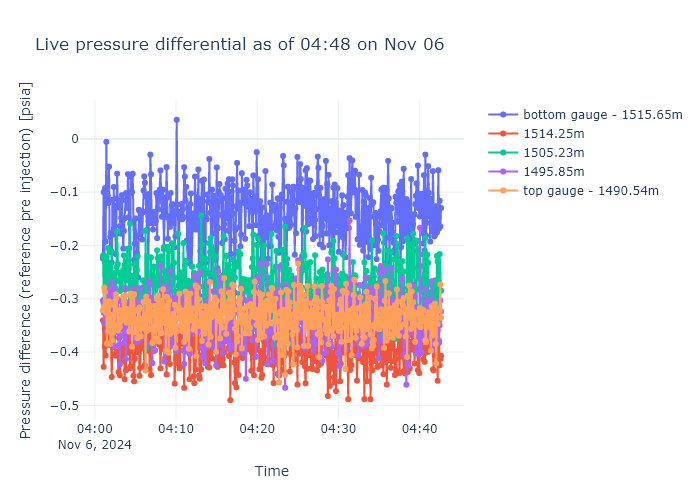 Live pressure differential as of 04:48 on Nov 06
Pressure difference (reference pre injection) [psia]
0
−0.1
−0.2
−0.3
−0.4
−0.5
04:00
Nov 6, 2024
04:10
04:20
04:30
04:40
Time
bottom gauge - 1515.65m
1514.25m
1505.23m
1495.85m
top gauge - 1490.54m